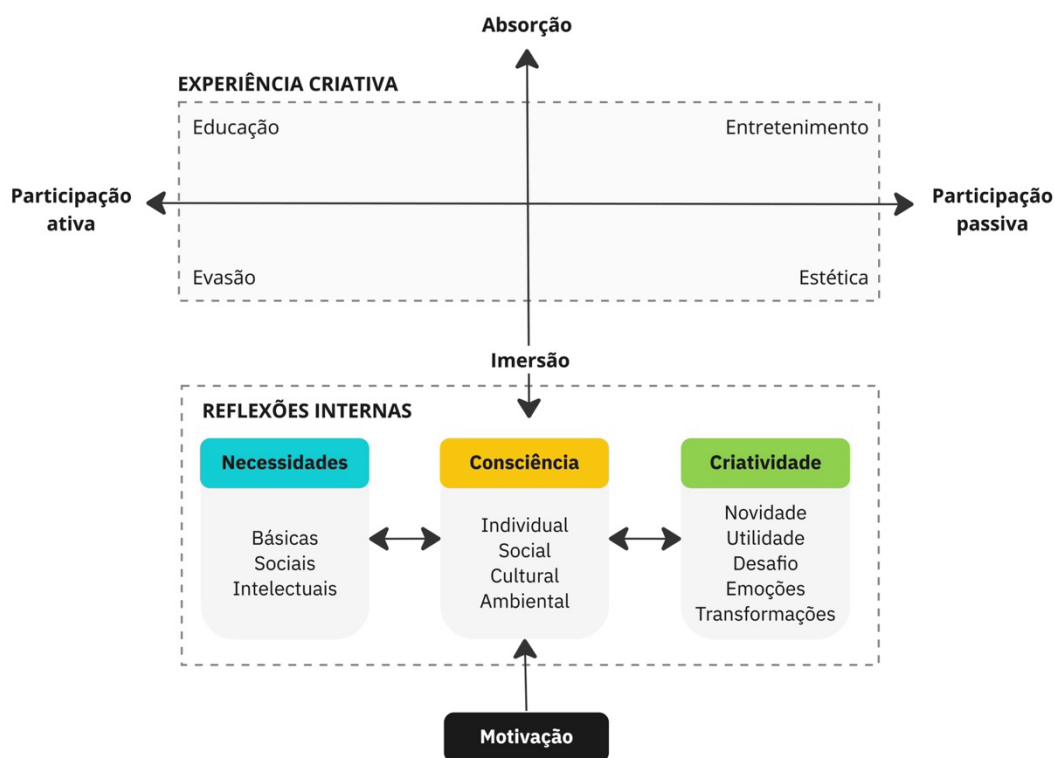 Absorção
EXPERIÊNCIA CRIATIVA
Educação
Entretenimento
Participação
ativa
Participação
passiva
Evasão
Estética
Imersão
REFLEXÕES INTERNAS
Necessidades
Básicas
Sociais
Intelectuais
Consciência
Individual
Social
Cultural
Ambiental
Criatividade
Novidade
Utilidade
Desafio
Emoções
Transformações
Motivação